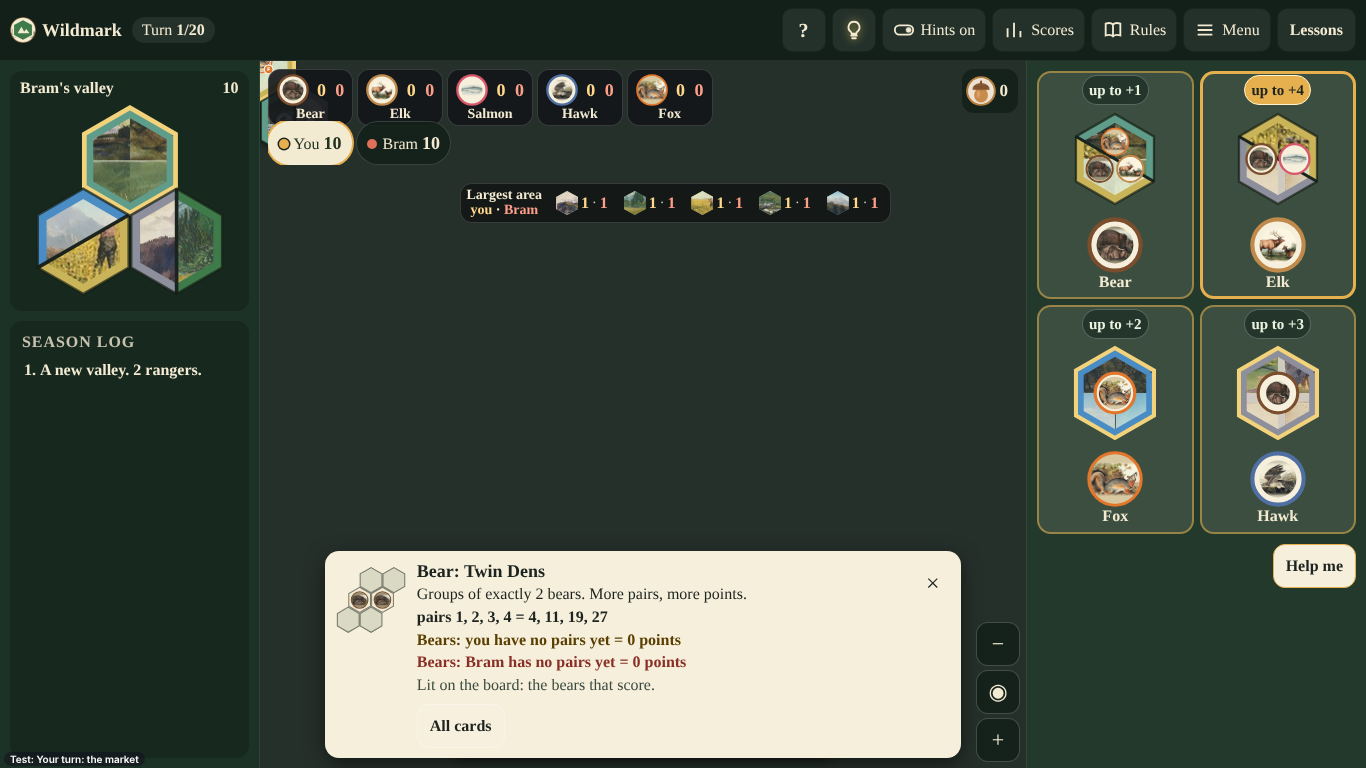 Wildmark
Turn 1/20
?
Hints on
Scores
Rules
Menu
Lessons
Bram's valley
10
0 0
Bear
0 0
Elk
0 0
Salmon
0 0
Hawk
0 0
Fox
0
You 10
Bram 10
Largest area
you · Bram
1 · 1
1 · 1
1 · 1
1 · 1
1 · 1
SEASON LOG
1. A new valley. 2 rangers.
up to +1
Bear
up to +4
Elk
up to +2
Fox
up to +3
Hawk
Help me
Bear: Twin Dens
Groups of exactly 2 bears. More pairs, more points.
pairs 1, 2, 3, 4 = 4, 11, 19, 27
Bears: you have no pairs yet = 0 points
Bears: Bram has no pairs yet = 0 points
Lit on the board: the bears that score.
All cards
Test: Your turn: the market